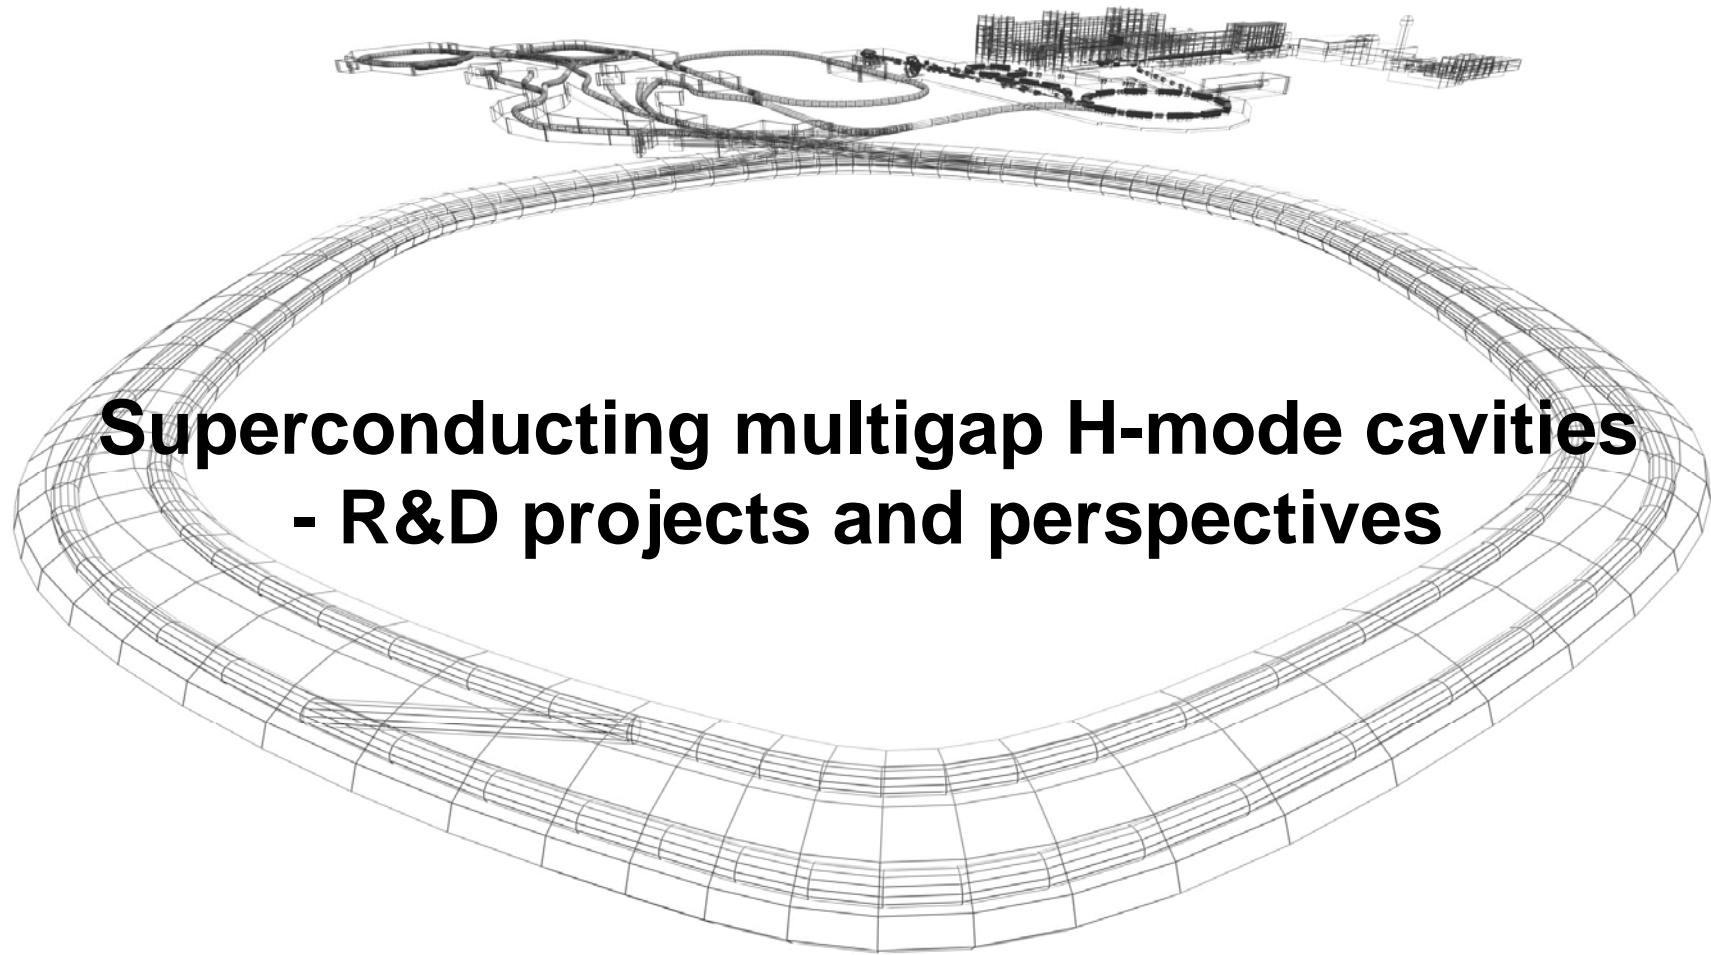 Superconducting multigap H-mode cavities
- R&D projects and perspectives